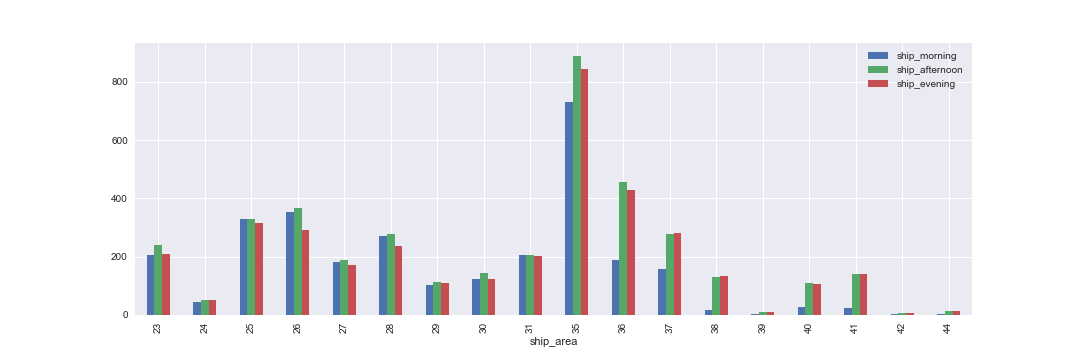 ship_morning
ship_afternoon
ship_evening
800
600
400
200
0
23 24 25 26 27 28 29 30 31 35 36 37 38 39 40 41 42 44
ship_area